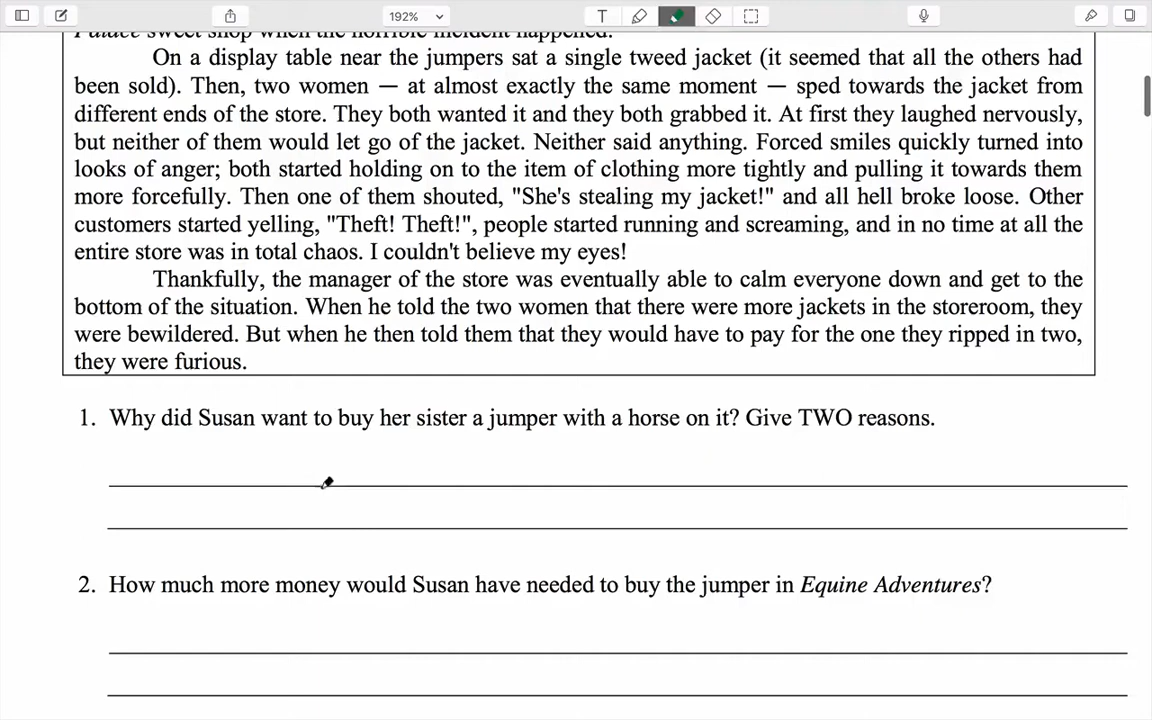 192%
Palace sweet shop when the horrible incident happened.
On a display table near the jumpers sat a single tweed jacket (it seemed that all the others had
been sold). Then, two women — at almost exactly the same moment — sped towards the jacket from
different ends of the store. They both wanted it and they both grabbed it. At first they laughed nervously,
but neither of them would let go of the jacket. Neither said anything. Forced smiles quickly turned into
looks of anger; both started holding on to the item of clothing more tightly and pulling it towards them
more forcefully. Then one of them shouted, "She's stealing my jacket!" and all hell broke loose. Other
customers started yelling, "Theft! Theft!", people started running and screaming, and in no time at all the
entire store was in total chaos. I couldn't believe my eyes!
Thankfully, the manager of the store was eventually able to calm everyone down and get to the
bottom of the situation. When he told the two women that there were more jackets in the storeroom, they
were bewildered. But when he then told them that they would have to pay for the one they ripped in two,
they were furious.
1. Why did Susan want to buy her sister a jumper with a horse on it? Give TWO reasons.
2. How much more money would Susan have needed to buy the jumper in Equine Adventures?